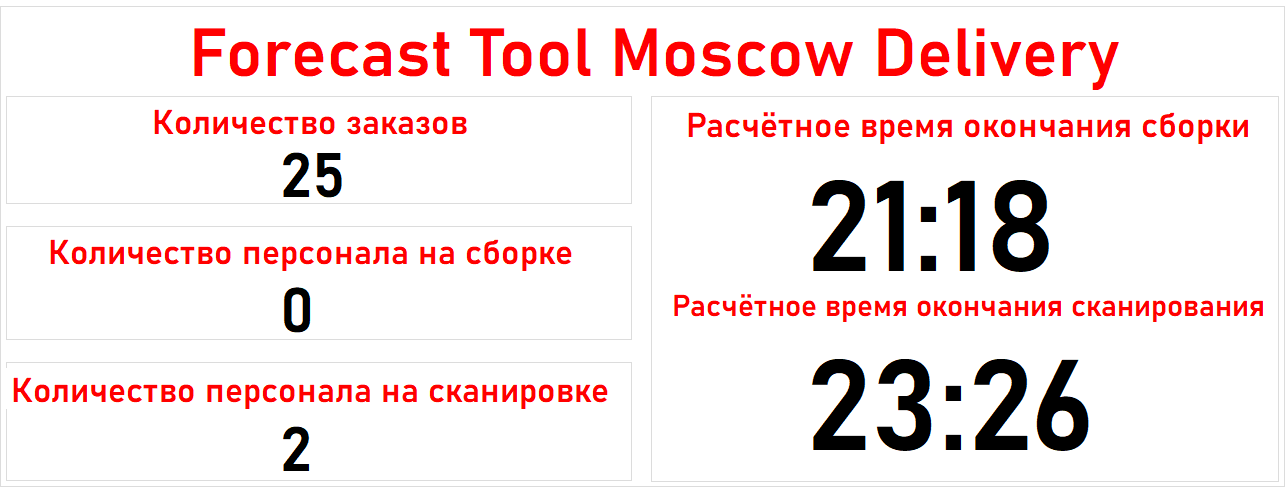 Forecast Tool Moscow Delivery
Количество заказов
25
Количество персонала на сборке
0
Количество персонала на сканировке
2
Расчётное время окончания сборки
21:18
Расчётное время окончания сканирования
23:26